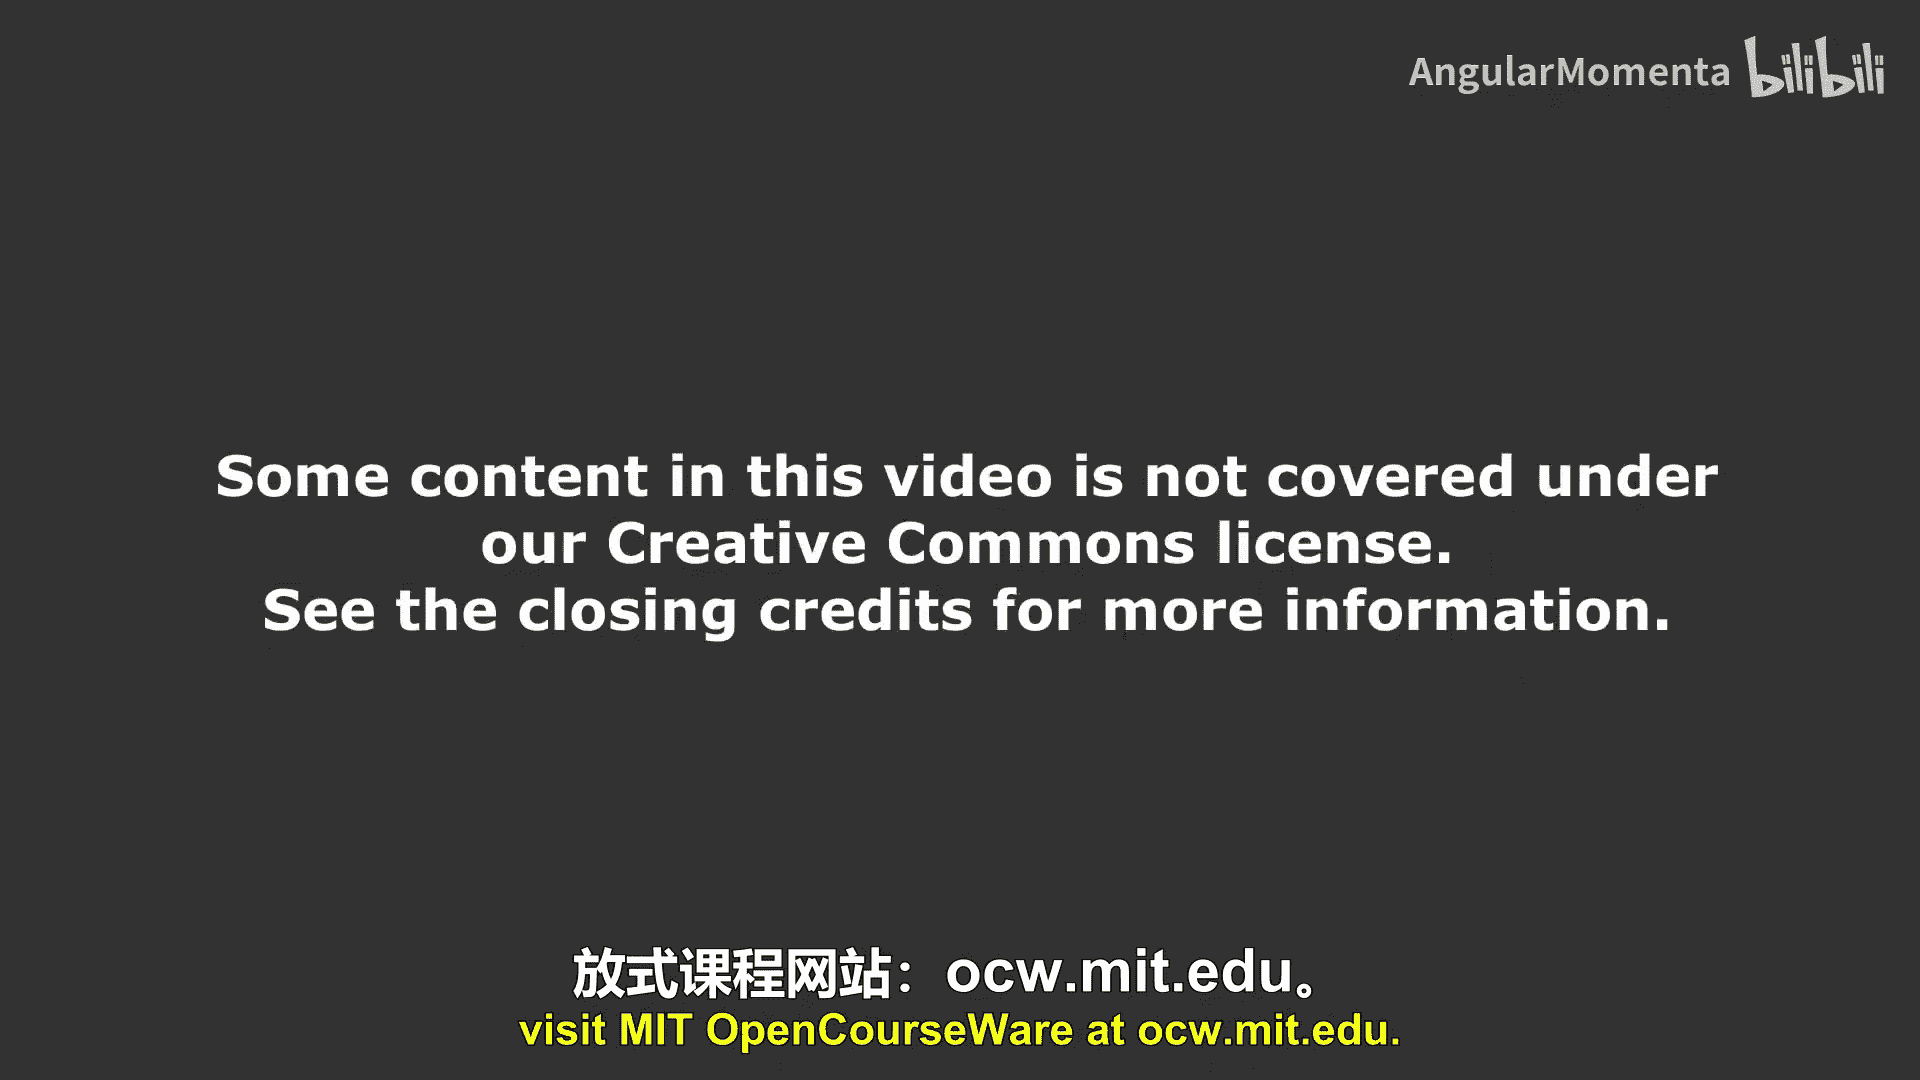 AngularMomenta bilibili
Some content in this video is not covered under
our Creative Commons license.
See the closing credits for more information.
放式课程网站：ocw.mit.edu。
visit MIT OpenCourseWare at ocw.mit.edu.